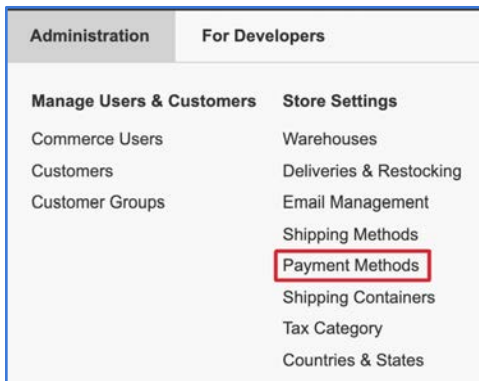 Administration
For Developers
Manage Users & Customers
Commerce Users
Customers
Customer Groups
Store Settings
Warehouses
Deliveries & Restocking
Email Management
Shipping Methods
Payment Methods
Shipping Containers
Tax Category
Countries & States